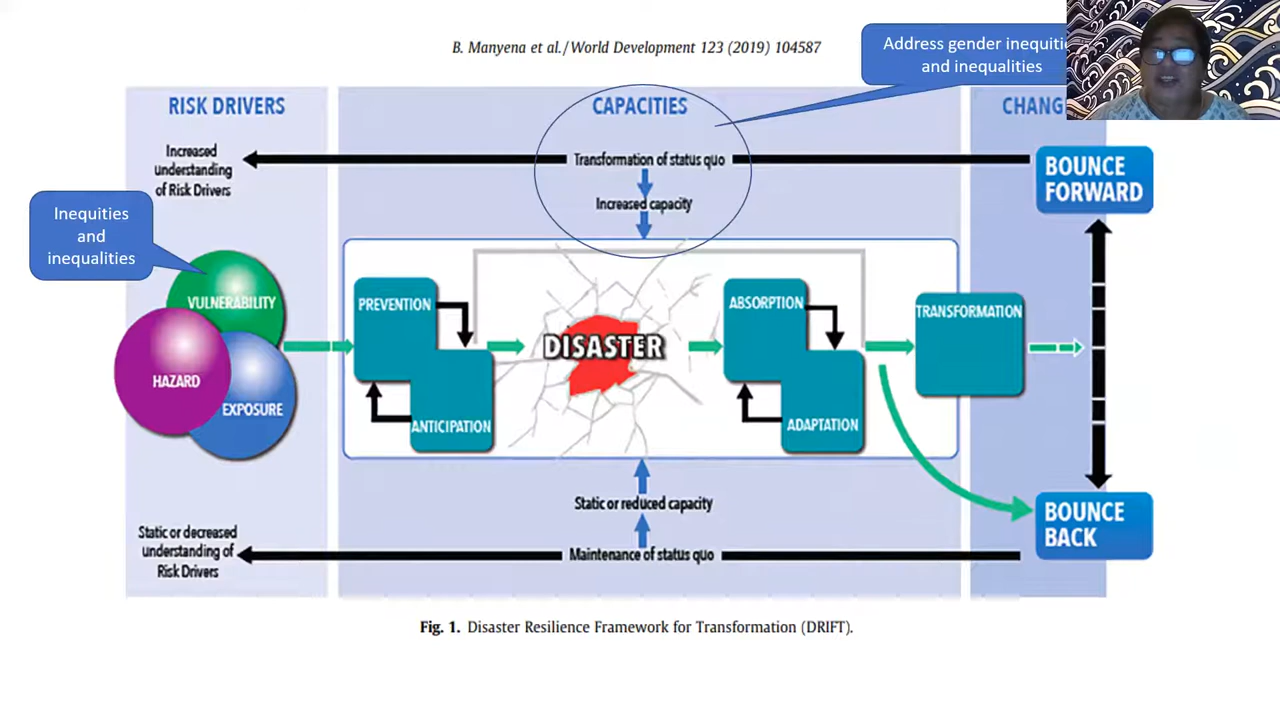 B. Manyena et al./World Development 123 (2019) 104587
Address gender
and inequalities
RISK DRIVERS
CAPACITIES
Increased
understanding
of Risk Drivers
Transformation of status quo
Increased capacity
BOUNCE
FORWARD
Inequities
and
inequalities
VULNERABILITY
HAZARD
EXPOSURE
PREVENTION
ANTICIPATION
DISASTER
ABSORPTION
ADAPTATION
TRANSFORMATION
Static or reduced capacity
BOUNCE
BACK
Static or decreased
understanding of
Risk Drivers
Maintenance of status quo
Fig. 1. Disaster Resilience Framework for Transformation (DRIFT).